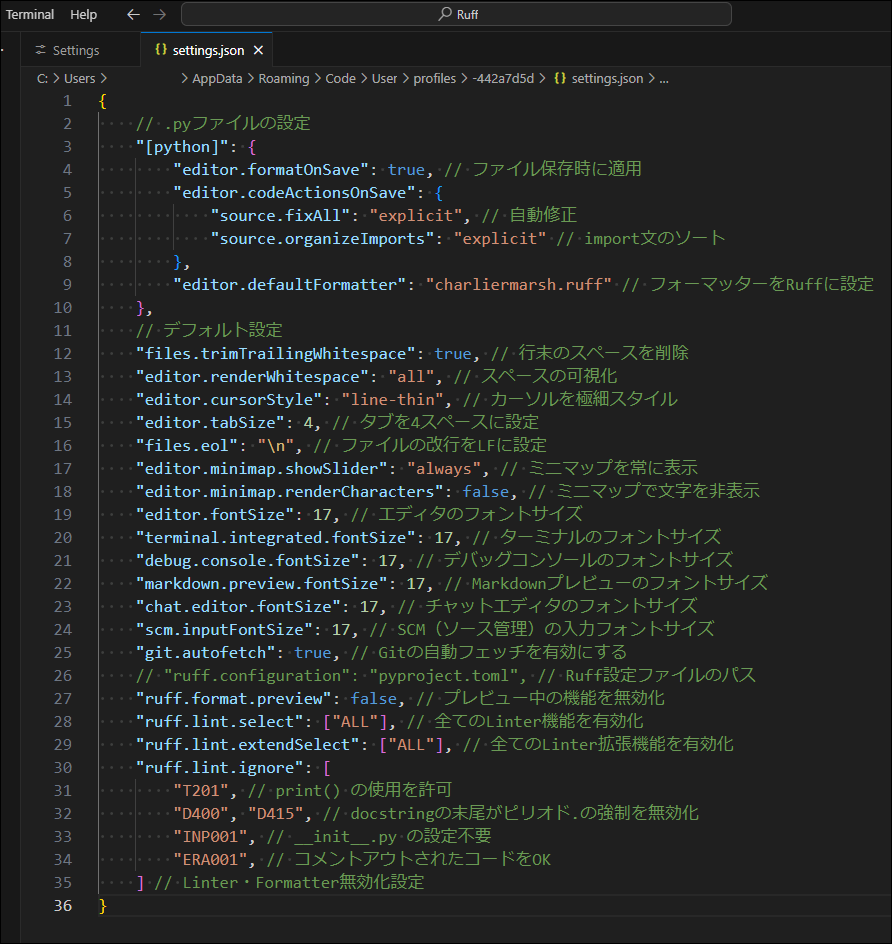 Terminal Help ← → Ruff
Settings {} settings.json ×
C: > Users > > AppData > Roaming > Code > User > profiles > -442a7d5d > {} settings.json > ...
1 {
2 // .pyファイルの設定
3 "[python]": {
4 "editor.formatOnSave": true, // ファイル保存時に適用
5 "editor.codeActionsOnSave": {
6 "source.fixAll": "explicit", // 自動修正
7 "source.organizeImports": "explicit" // import文のソート
8 },
9 "editor.defaultFormatter": "charliermarsh.ruff" // フォーマッターをRuffに設定
10 },
11 // デフォルト設定
12 "files.trimTrailingWhitespace": true, // 行末のスペースを削除
13 "editor.renderWhitespace": "all", // スペースの可視化
14 "editor.cursorStyle": "line-thin", // カーソルを極細スタイル
15 "editor.tabSize": 4, // タブを4スペースに設定
16 "files.eol": "\n", // ファイルの改行をLFに設定
17 "editor.minimap.showSlider": "always", // ミニマップを常に表示
18 "editor.minimap.renderCharacters": false, // ミニマップで文字を非表示
19 "editor.fontSize": 17, // エディタのフォントサイズ
20 "terminal.integrated.fontSize": 17, // ターミナルのフォントサイズ
21 "debug.console.fontSize": 17, // デバッグコンソールのフォントサイズ
22 "markdown.preview.fontSize": 17, // Markdownプレビューのフォントサイズ
23 "chat.editor.fontSize": 17, // チャットエディタのフォントサイズ
24 "scm.inputFontSize": 17, // SCM（ソース管理）の入力フォントサイズ
25 "git.autofetch": true, // Gitの自動フェッチを有効にする
26 // "ruff.configuration": "pyproject.toml", // Ruff設定ファイルのパス
27 "ruff.format.preview": false, // プレビュー中の機能を無効化
28 "ruff.lint.select": ["ALL"], // 全てのLinter機能を有効化
29 "ruff.lint.extendSelect": ["ALL"], // 全てのLinter拡張機能を有効化
30 "ruff.lint.ignore": [
31 "T201", // print() の使用を許可
32 "D400", "D415", // docstringの末尾がピリオド.の強制を無効化
33 "INP001", // __init__.py の設定不要
34 "ERA001", // コメントアウトされたコードをOK
35 ] // Linter・Formatter無効化設定
36 }